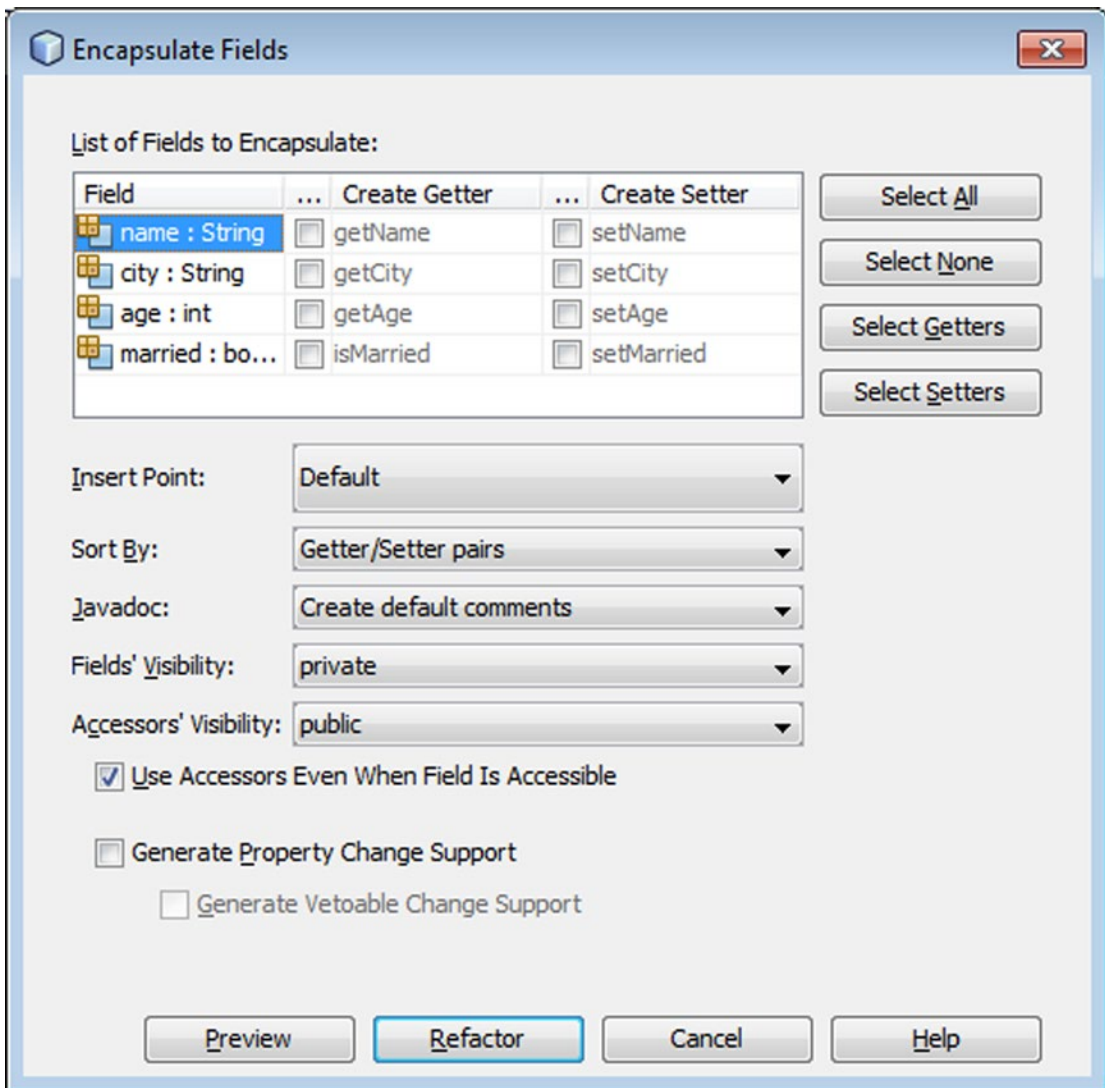 Encapsulate Fields
List of Fields to Encapsulate:
Field ... Create Getter ... Create Setter
name : String getName setName
city : String getCity setCity
age : int getAge setAge
married : bo... isMarried setMarried
Select All
Select None
Select Getters
Select Setters
Insert Point: Default
Sort By: Getter/Setter pairs
Javadoc: Create default comments
Fields' Visibility: private
Accessors' Visibility: public
Use Accessors Even When Field Is Accessible
Generate Property Change Support
Generate Vetoable Change Support
Preview Refactor Cancel Help